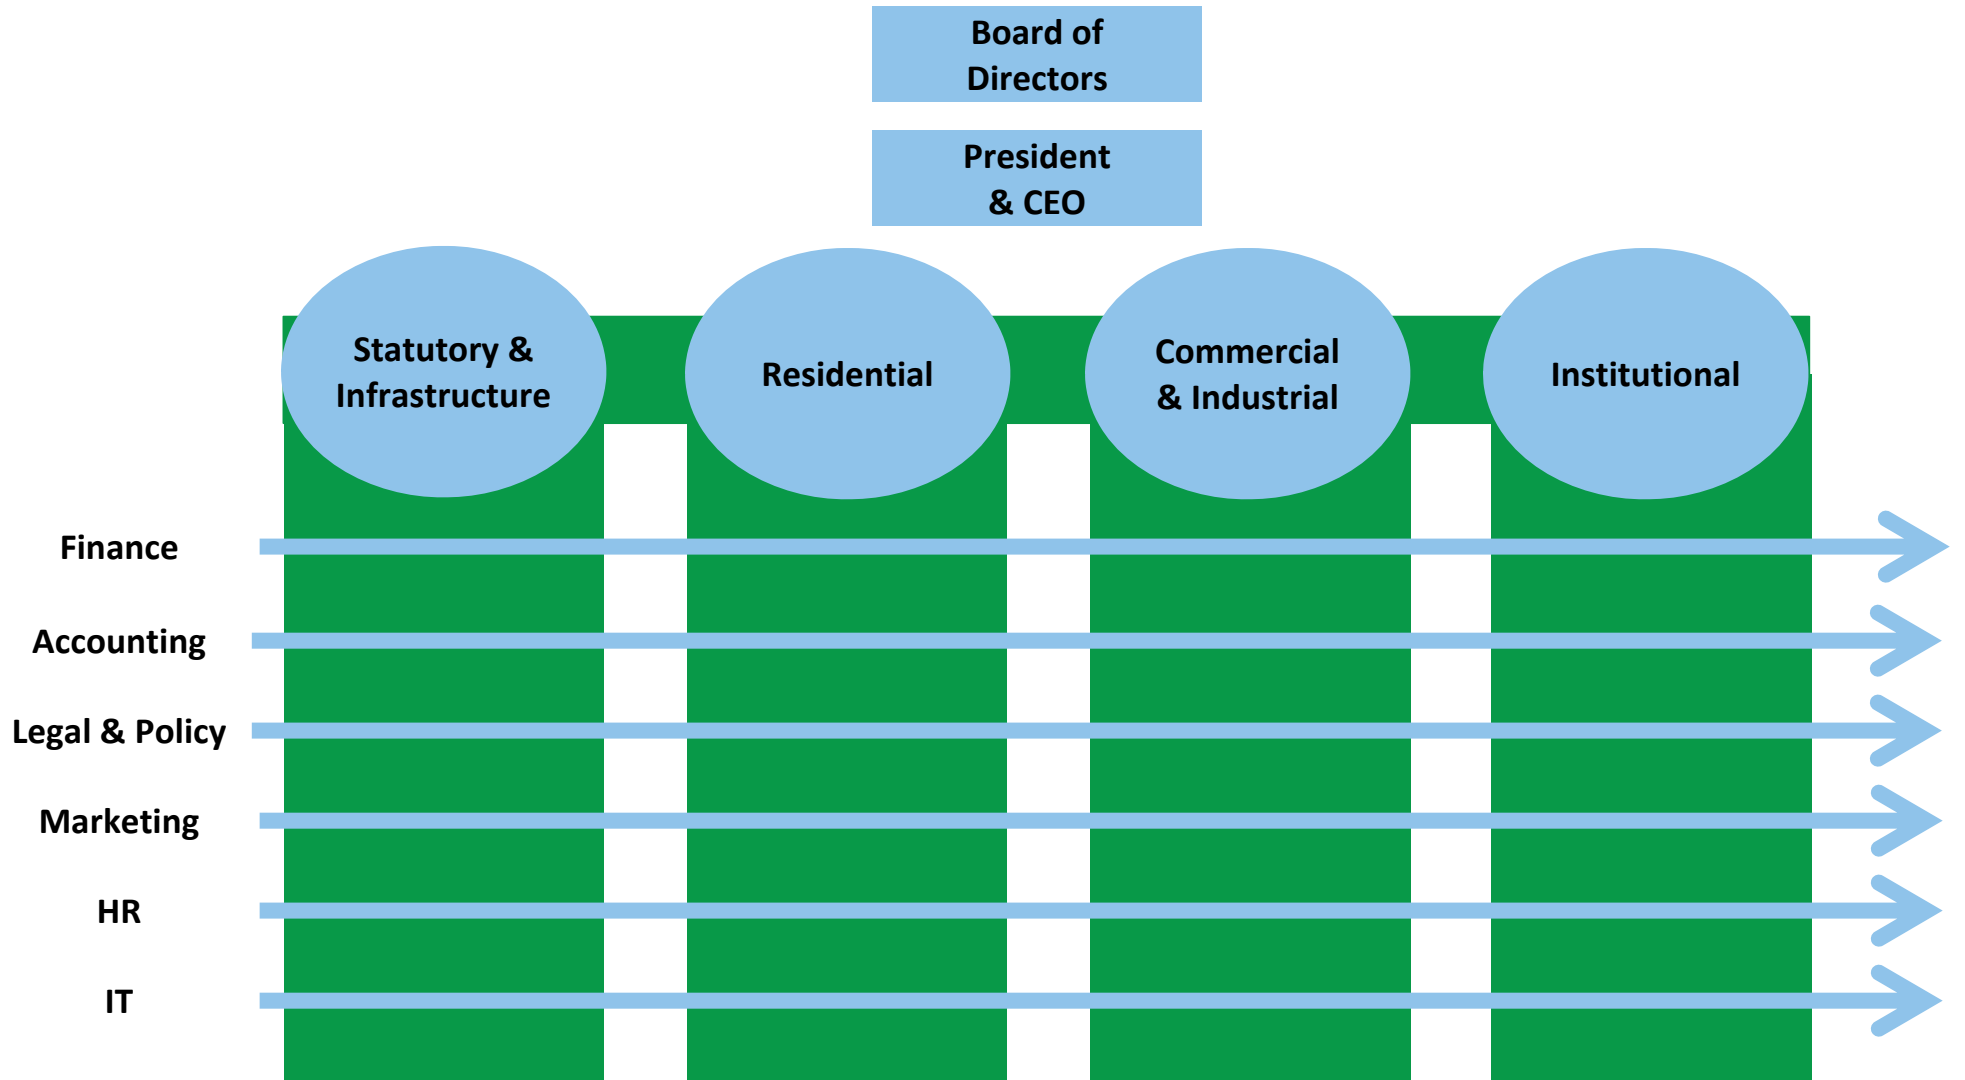 Board of
Directors
President
& CEO
Statutory &
Infrastructure
Residential
Commercial
& Industrial
Institutional
Finance
Accounting
Legal & Policy
Marketing
HR
IT